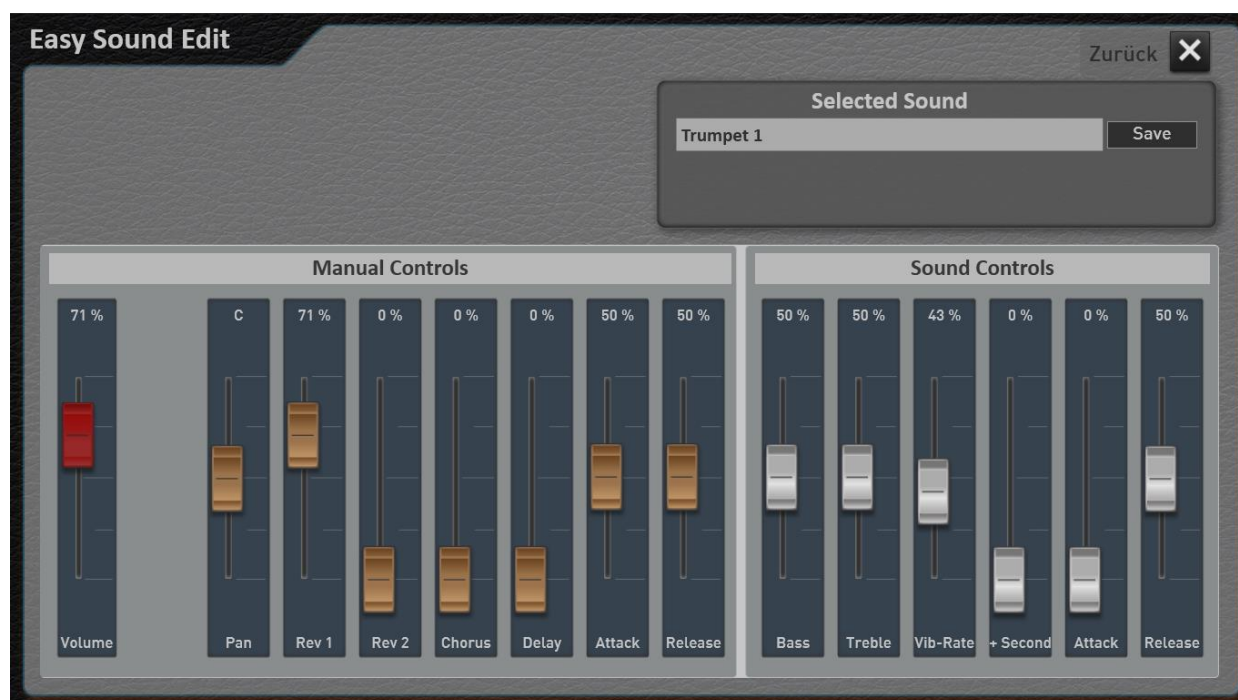 Easy Sound Edit
Zurück
Selected Sound
Trumpet 1 Save
Manual Controls Sound Controls
71 % C 71 % 0 % 0 % 0 % 50 % 50 % 50 % 50 % 43 % 0 % 0 % 50 %
Volume Pan Rev 1 Rev 2 Chorus Delay Attack Release Bass Treble Vib-Rate + Second Attack Release